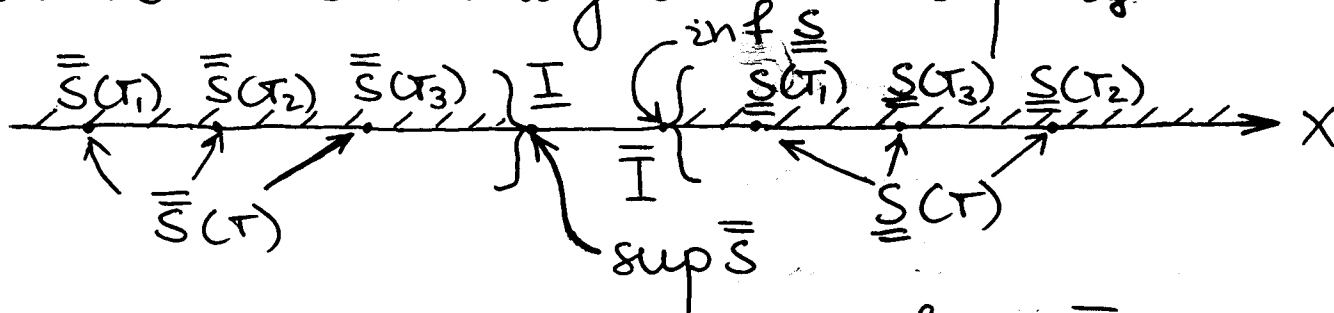 inf S̳
S̿(τ₁) S̿(τ₂) S̿(τ₃) I̲ S̳(τ₁) S̳(τ₃) S̳(τ₂)
X
Ī
S̿(τ) S̳(τ)
sup S̿